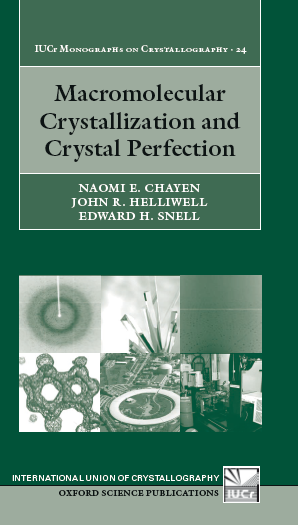 IUCr Monographs on Crystallography · 24
Macromolecular
Crystallization and
Crystal Perfection
NAOMI E. CHAYEN
JOHN R. HELLIWELL
EDWARD H. SNELL
INTERNATIONAL UNION OF CRYSTALLOGRAPHY
OXFORD SCIENCE PUBLICATIONS
IUCr